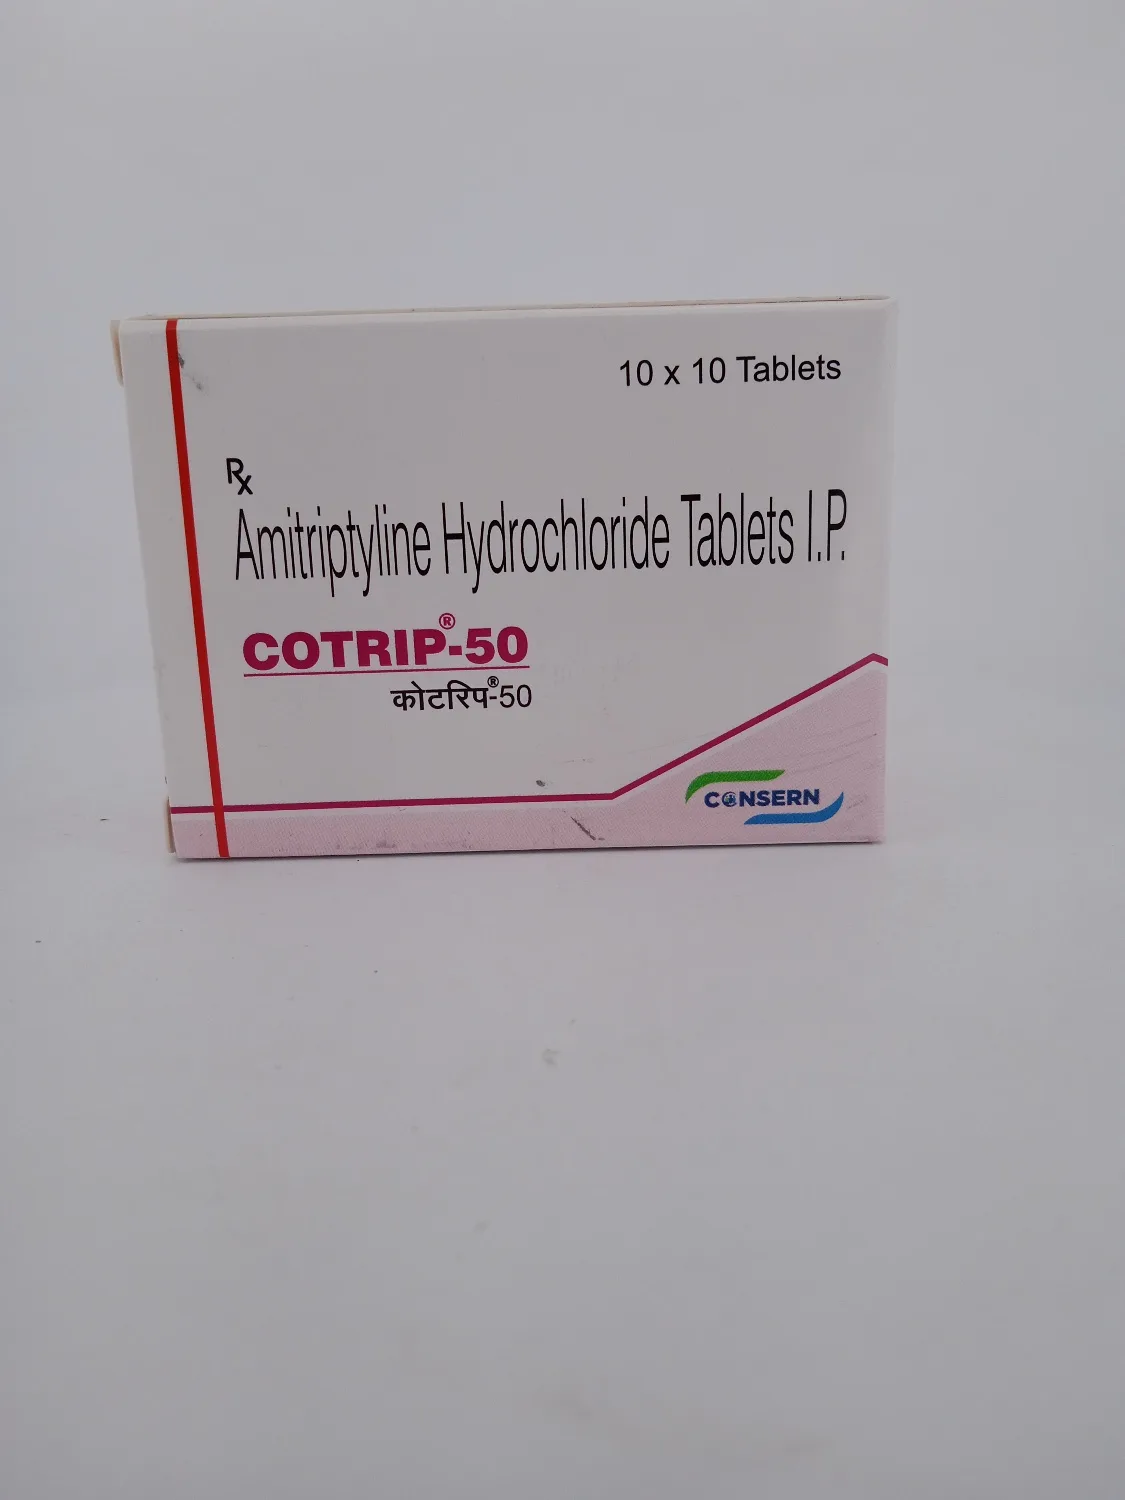 10 x 10 Tablets
Rx
Amitriptyline Hydrochloride Tablets I.P.
COTRIP®-50
कोटरिप®-50
CONSERN